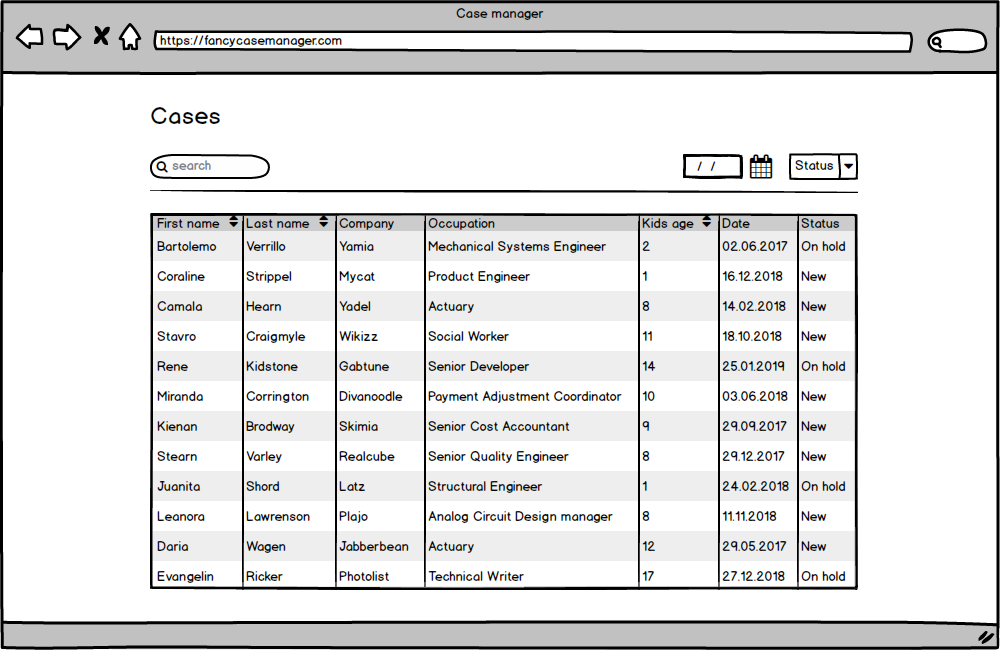 Case manager
https://fancycasemanager.com
Cases
search / / Status
First name Last name Company Occupation Kids age Date Status
Bartolemo Verrillo Yamia Mechanical Systems Engineer 2 02.06.2017 On hold
Coraline Strippel Mycat Product Engineer 1 16.12.2018 New
Camala Hearn Yadel Actuary 8 14.02.2018 New
Stavro Craigmyle Wikizz Social Worker 11 18.10.2018 New
Rene Kidstone Gabtune Senior Developer 14 25.01.2019 On hold
Miranda Corrington Divanoodle Payment Adjustment Coordinator 10 03.06.2018 New
Kienan Brodway Skimia Senior Cost Accountant 9 29.09.2017 New
Stearn Varley Realcube Senior Quality Engineer 8 29.12.2017 New
Juanita Shord Latz Structural Engineer 1 24.02.2018 On hold
Leanora Lawrenson Plajo Analog Circuit Design manager 8 11.11.2018 New
Daria Wagen Jabberbean Actuary 12 29.05.2017 New
Evangelin Ricker Photolist Technical Writer 17 27.12.2018 On hold